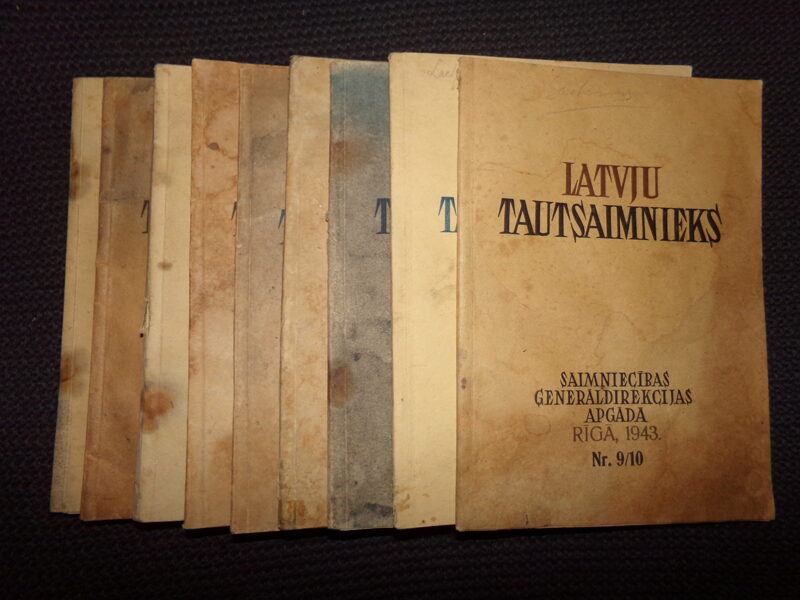 LATVJU
TAUTSAIMNIEKS
SAIMNIECĪBAS
ĢENERĀLDIREKCIJAS
APGĀDĀ
RĪGĀ, 1943.
Nr. 9/10